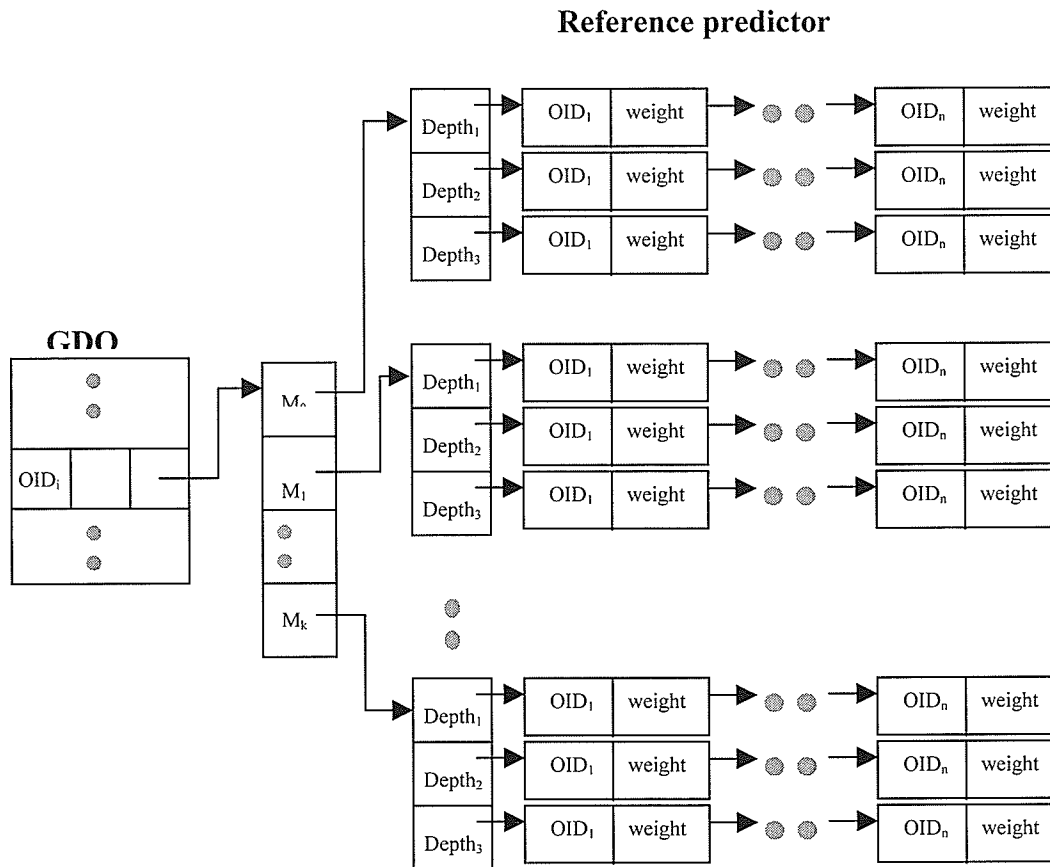 Reference predictor
Depth₁ OID₁ weight OIDₙ weight
Depth₂ OID₁ weight OIDₙ weight
Depth₃ OID₁ weight OIDₙ weight
GDO
Depth₁ OID₁ weight OIDₙ weight
Depth₂ OID₁ weight OIDₙ weight
Depth₃ OID₁ weight OIDₙ weight
OIDᵢ
M₁
Mₖ
Depth₁ OID₁ weight OIDₙ weight
Depth₂ OID₁ weight OIDₙ weight
Depth₃ OID₁ weight OIDₙ weight